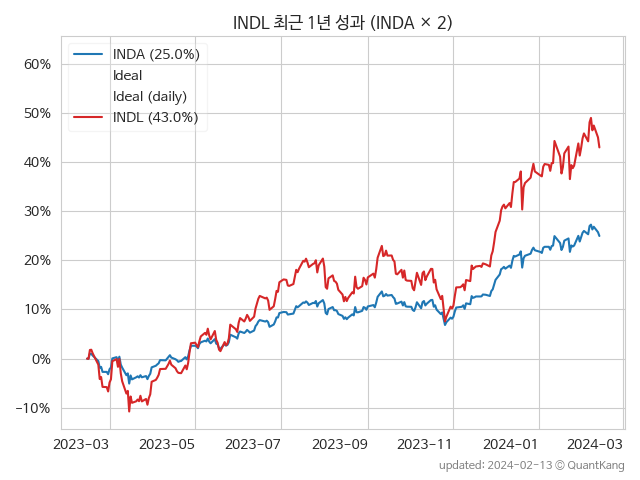 INDL 최근 1년 성과 (INDA × 2)
INDA (25.0%)
Ideal
Ideal (daily)
INDL (43.0%)
60%
50%
40%
30%
20%
10%
0%
−10%
2023−03
2023−05
2023−07
2023−09
2023−11
2024−01
2024−03
updated: 2024-02-13 © QuantKang